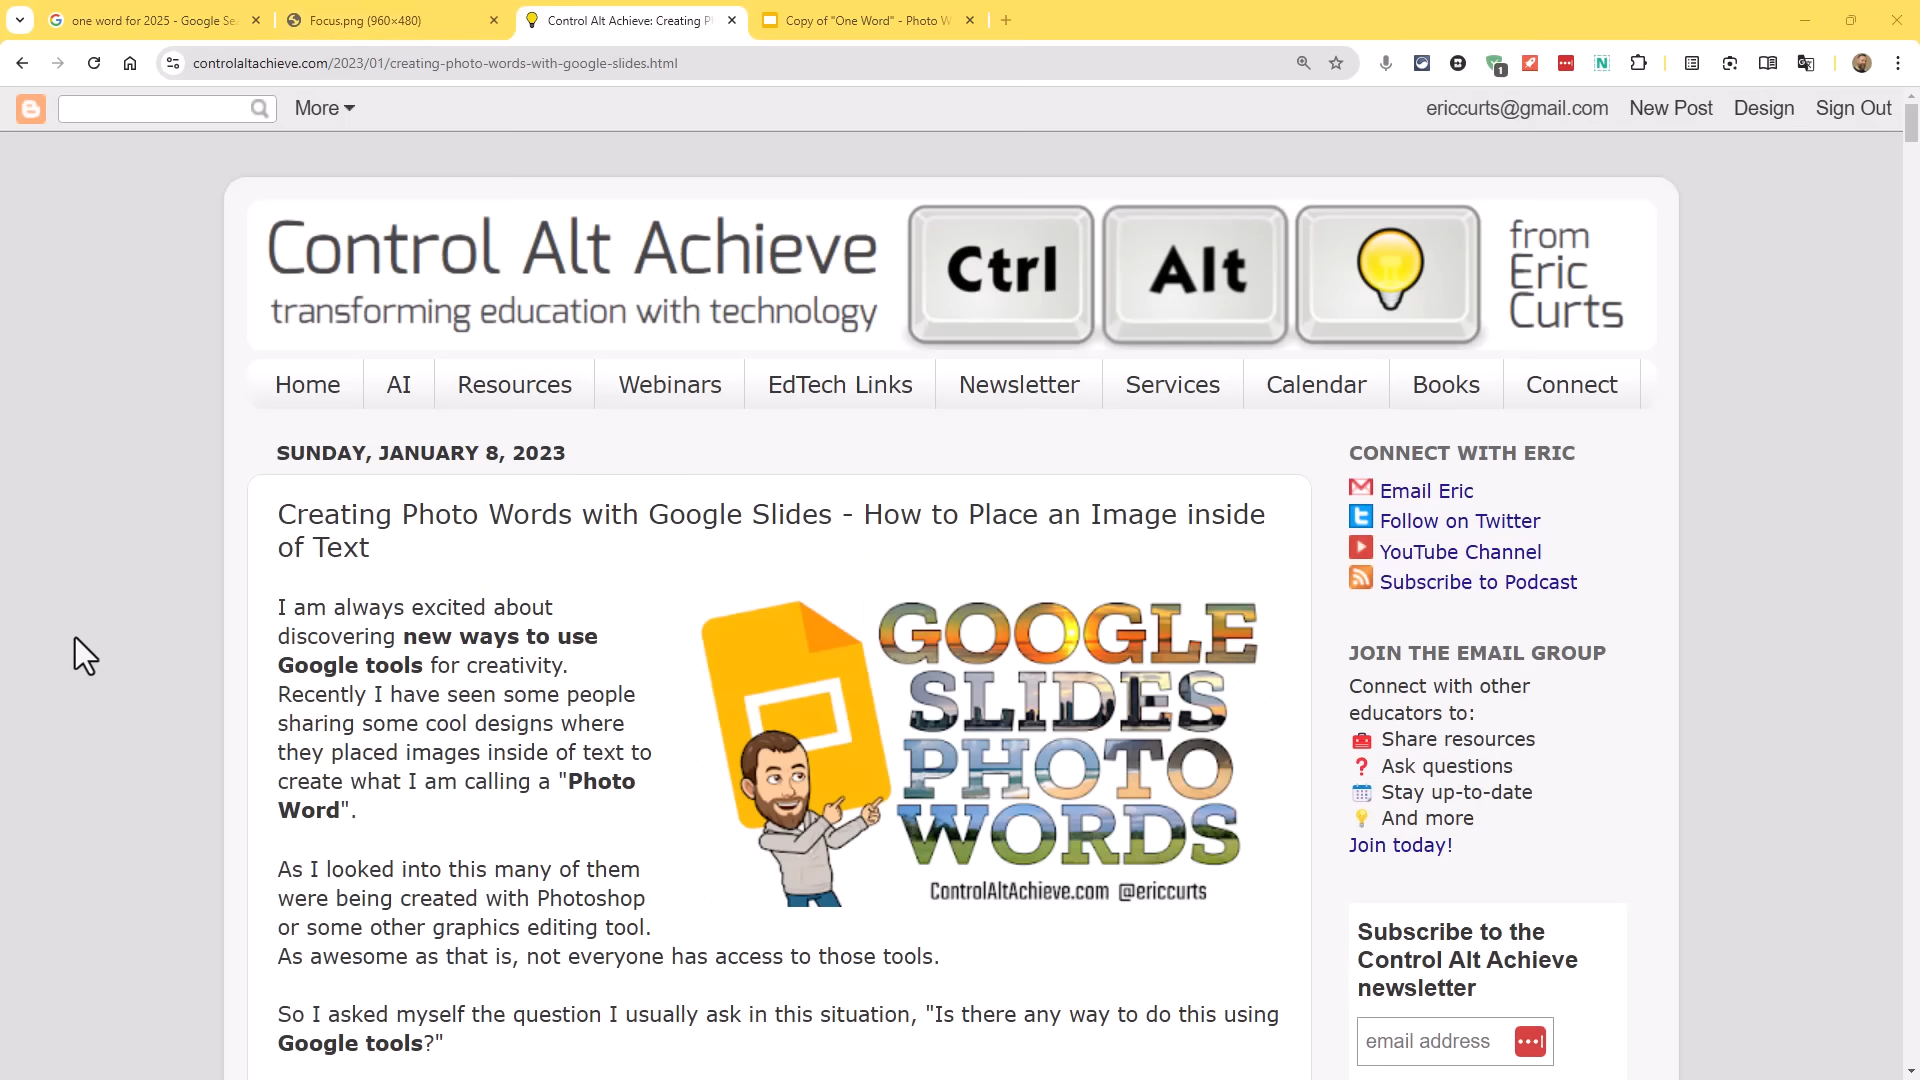 one word for 2025 - Google Se
Focus.png (960×480)
Control Alt Achieve: Creating P
Copy of "One Word" - Photo W
controlaltachieve.com/2023/01/creating-photo-words-with-google-slides.html
1
More
ericcurts@gmail.com
New Post
Design
Sign Out
Control Alt Achieve
transforming education with technology
Ctrl
Alt
from
Eric
Curts
Home
AI
Resources
Webinars
EdTech Links
Newsletter
Services
Calendar
Books
Connect
SUNDAY, JANUARY 8, 2023
Creating Photo Words with Google Slides - How to Place an Image inside
of Text
I am always excited about
discovering new ways to use
Google tools for creativity.
Recently I have seen some people
sharing some cool designs where
they placed images inside of text to
create what I am calling a "Photo
Word".
GOOGLE
SLIDES
PHOTO
WORDS
ControlAltAchieve.com @ericcurts
As I looked into this many of them
were being created with Photoshop
or some other graphics editing tool.
As awesome as that is, not everyone has access to those tools.
So I asked myself the question I usually ask in this situation, "Is there any way to do this using
Google tools?"
CONNECT WITH ERIC
Email Eric
Follow on Twitter
YouTube Channel
Subscribe to Podcast
JOIN THE EMAIL GROUP
Connect with other
educators to:
Share resources
Ask questions
Stay up-to-date
And more
Join today!
Subscribe to the
Control Alt Achieve
newsletter
email address